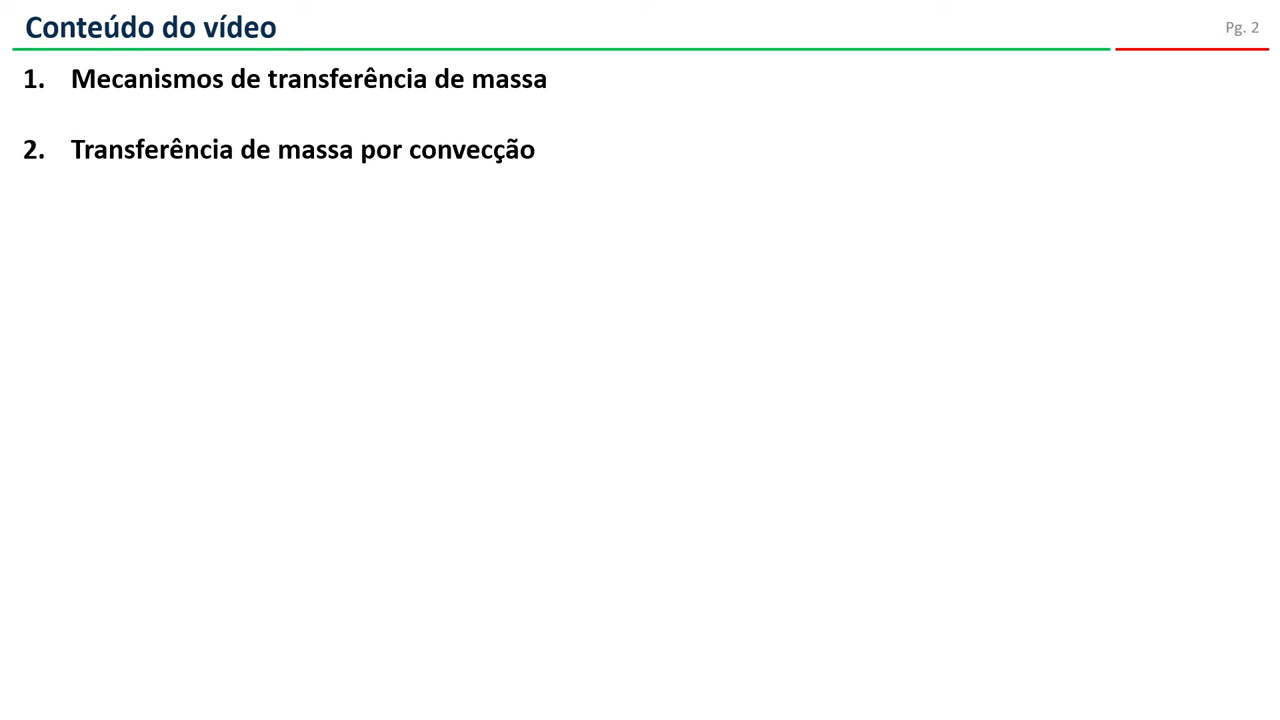 Conteúdo do vídeo
Pg. 2
1. Mecanismos de transferência de massa
2. Transferência de massa por convecção